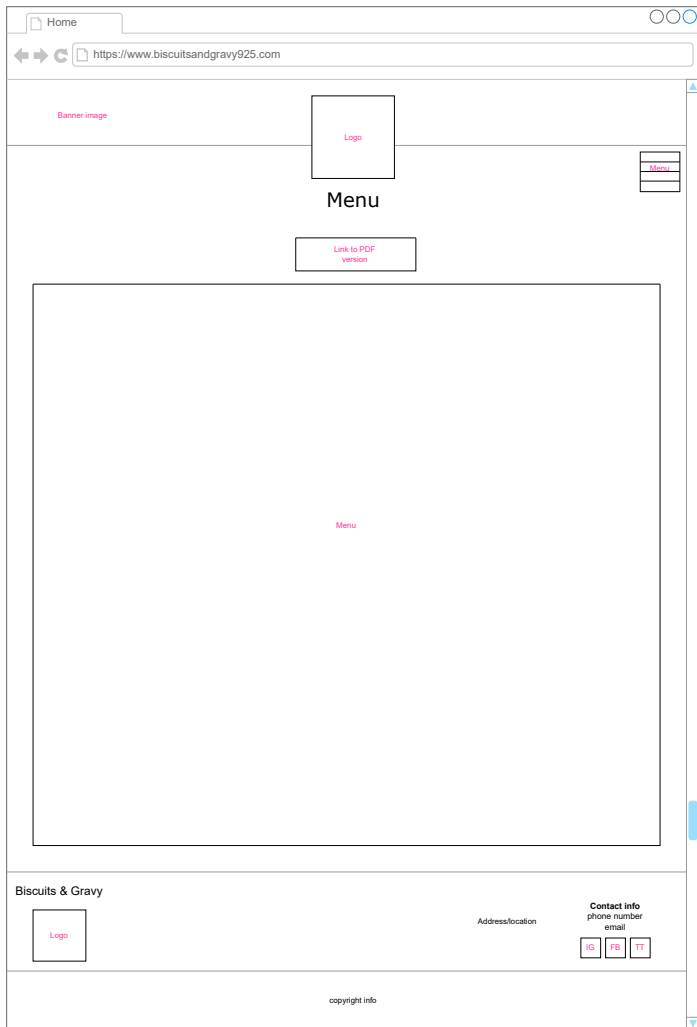 Home
https://www.biscuitsandgravy925.com
Banner image
Logo
Menu
Menu
Link to PDF
version
Menu
Biscuits & Gravy
Logo
Address/location
Contact info
phone number
email
IG FB TT
copyright info